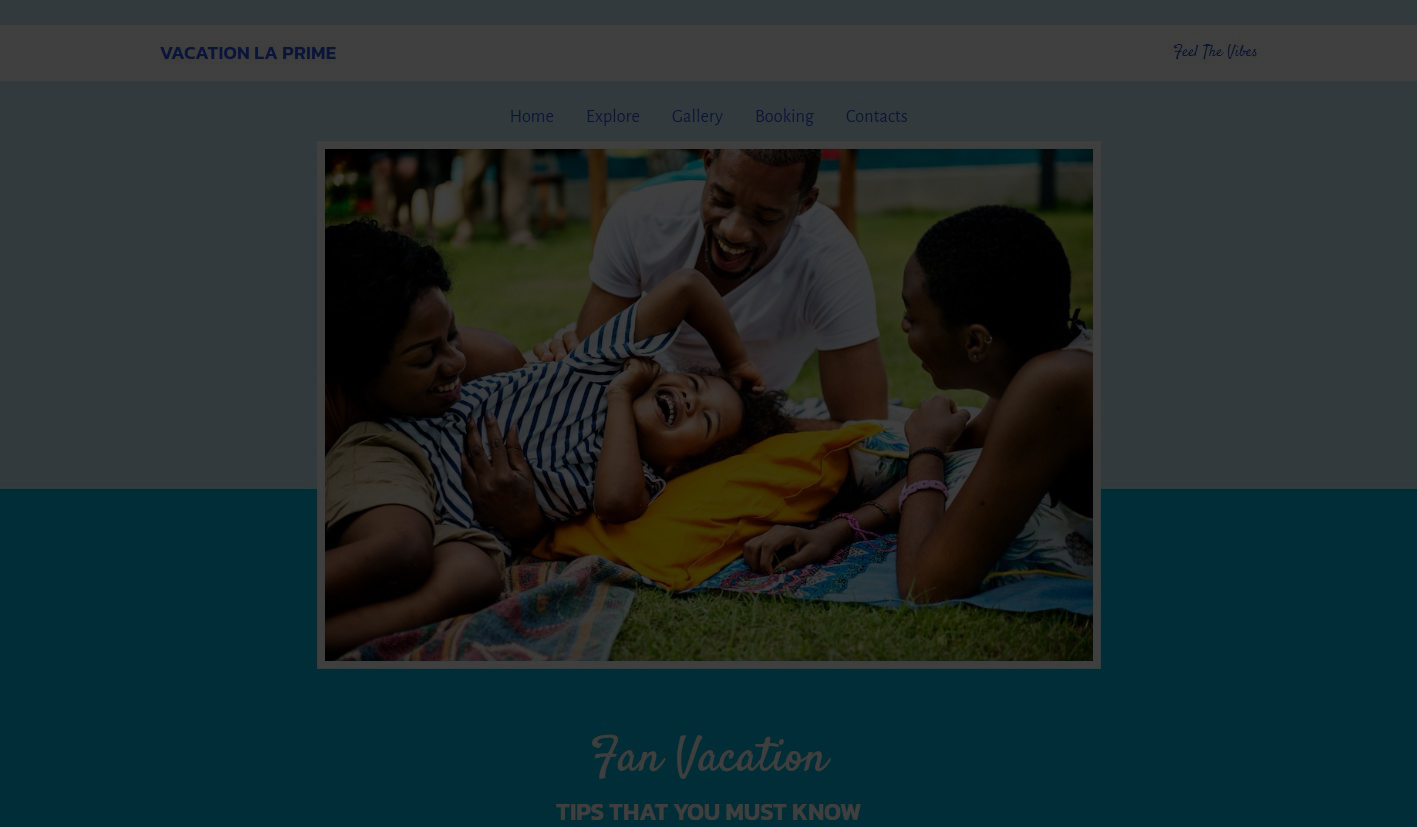 VACATION LA PRIME
Feel The Vibes
Home Explore Gallery Booking Contacts
Fan Vacation
TIPS THAT YOU MUST KNOW